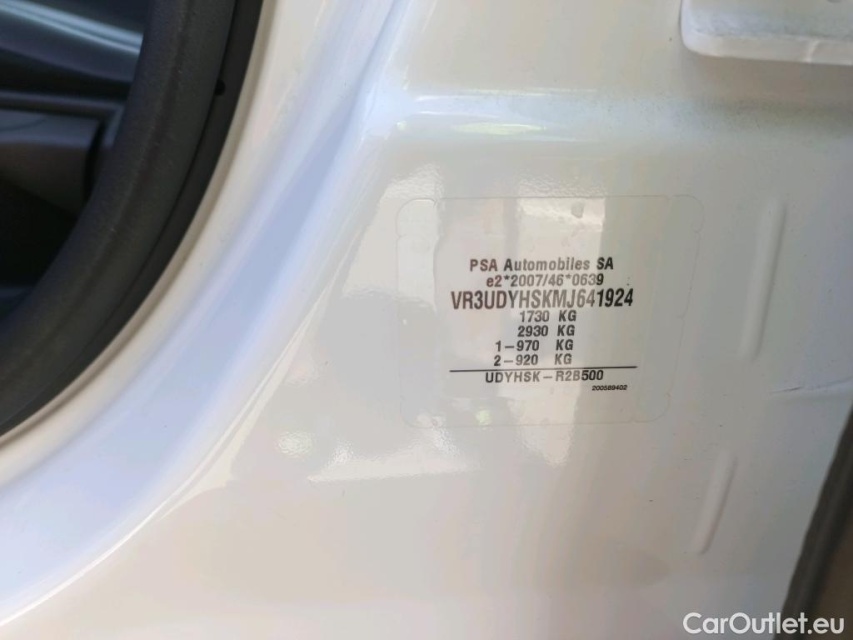 PSA Automobiles SA
e2*2007/46*0639
VR3UDYHSKMJ641924
1730 KG
2930 KG
1-970 KG
2-920 KG
UDYHSK-R2B500
200589402
CarOutlet.eu